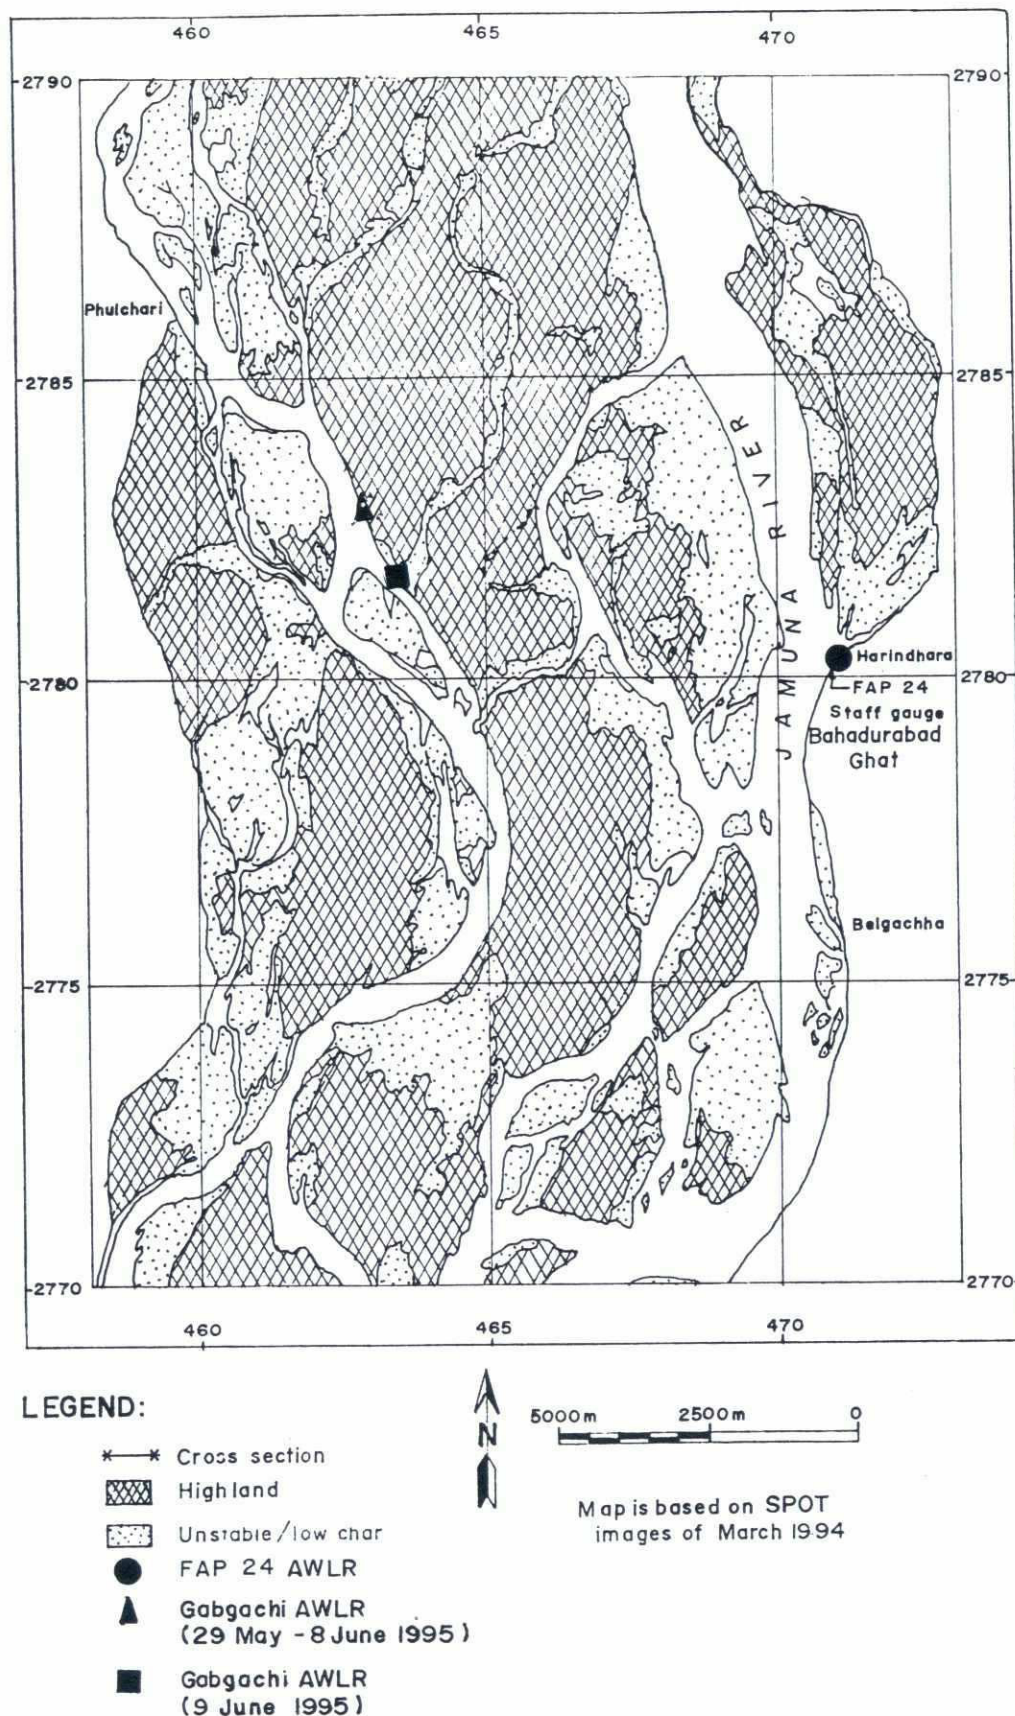 460 465 470
2790 2790
Phulchari
2785 2785
JAMUNA RIVER
Harindhara
2780 2780
FAP 24
Staff gauge
Bahadurabad
Ghat
Belgachha
2775 2775
2770 2770
460 465 470
LEGEND:
Cross section
Highland
Unstable/low char
FAP 24 AWLR
Gabgachi AWLR
(29 May - 8 June 1995)
Gabgachi AWLR
(9 June 1995)
N
5000m 2500m 0
Map is based on SPOT
images of March 1994